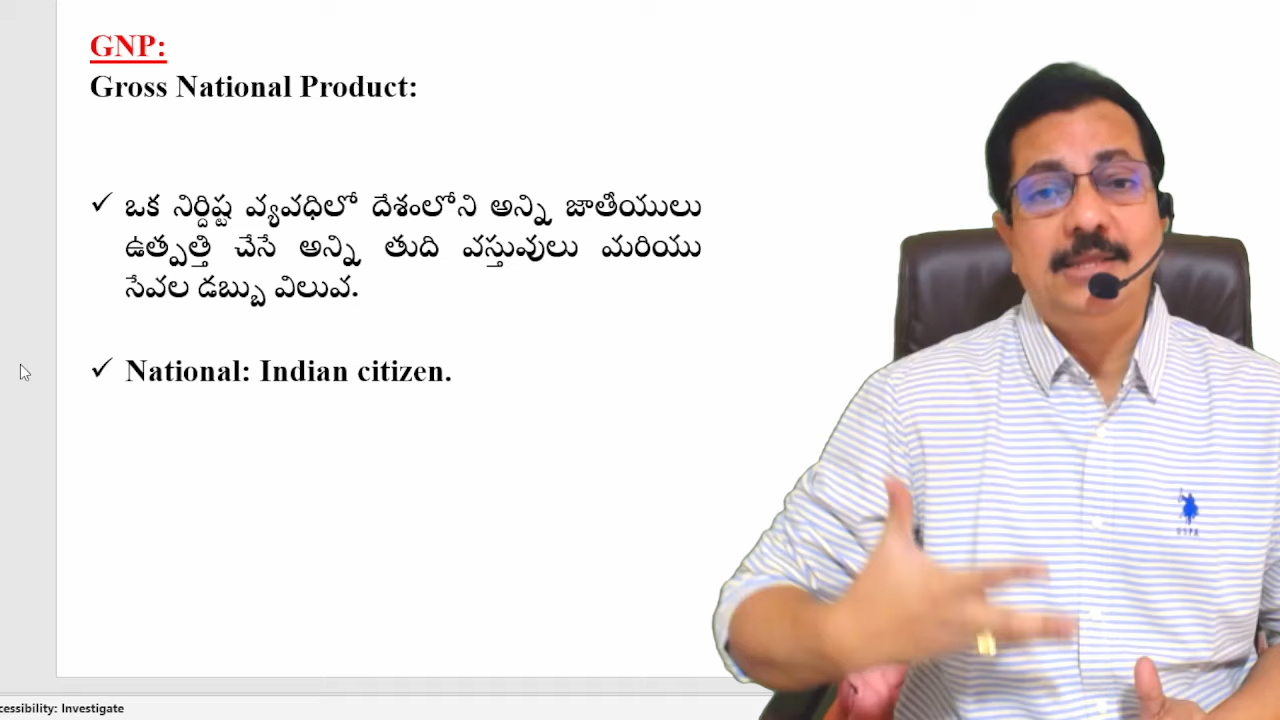 GNP:
Gross National Product:
✓ ఒక నిర్దిష్ట వ్యవధిలో దేశంలోని అన్ని జాతీయులు
ఉత్పత్తి చేసే అన్ని తుది వస్తువులు మరియు
సేవల డబ్బు విలువ.
✓ National: Indian citizen.
USPA
cessibility: Investigate